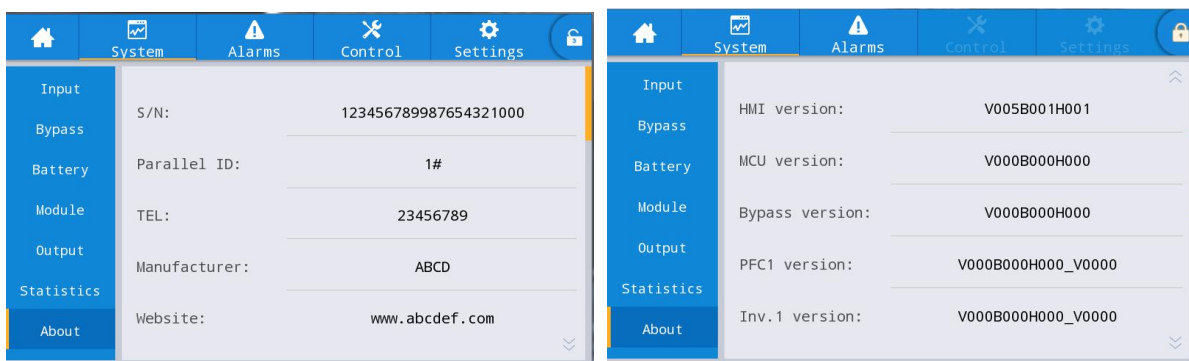 System Alarms Control Settings
Input
Bypass
Battery
Module
Output
Statistics
About
S/N: 123456789987654321000
Parallel ID: 1#
TEL: 23456789
Manufacturer: ABCD
Website: www.abcdef.com
System Alarms Control Settings
Input
Bypass
Battery
Module
Output
Statistics
About
HMI version: V005B001H001
MCU version: V000B000H000
Bypass version: V000B000H000
PFC1 version: V000B000H000_V0000
Inv.1 version: V000B000H000_V0000